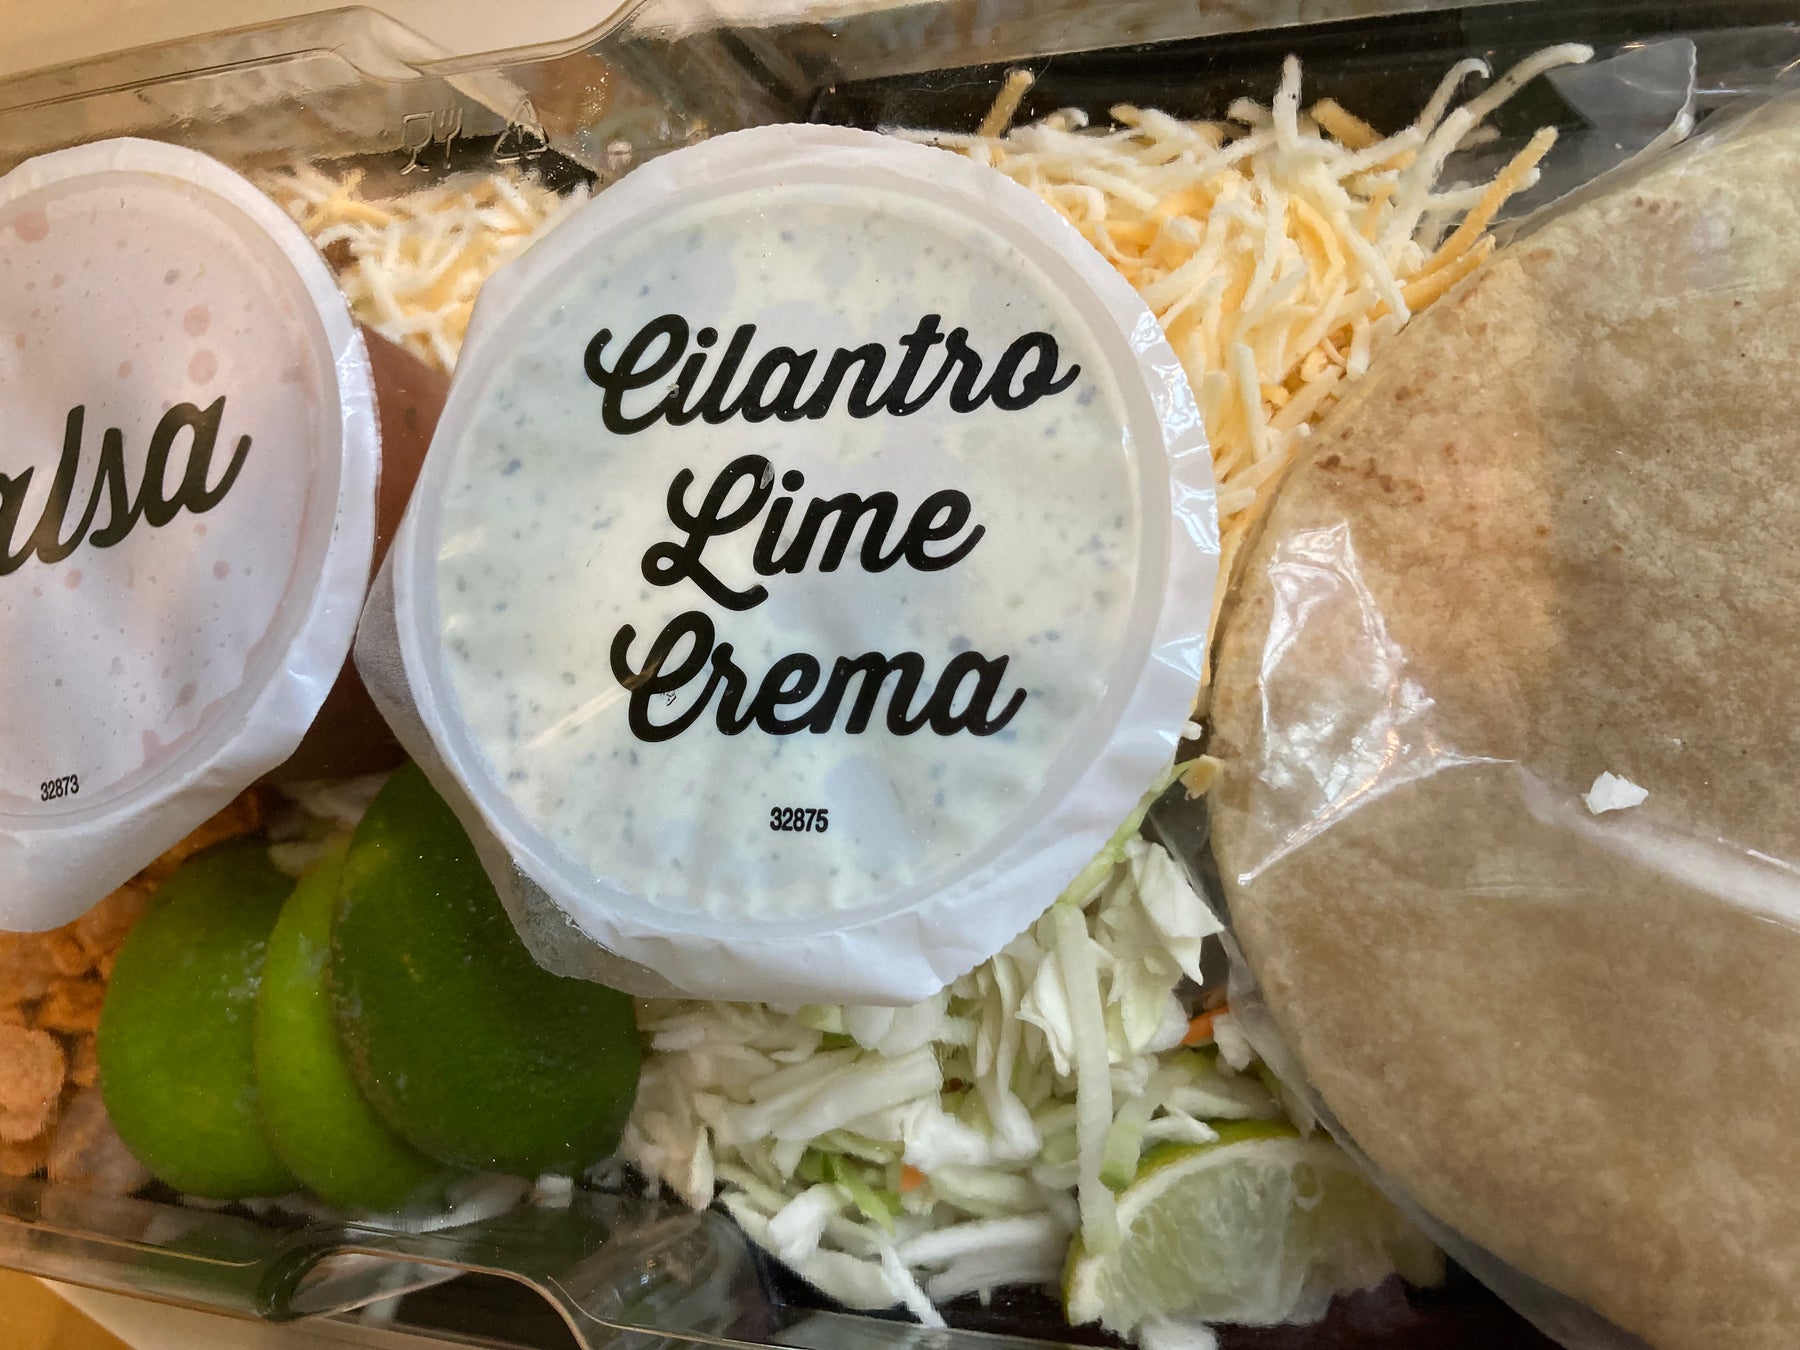 alsa
32873
Cilantro
Lime
Crema
32875